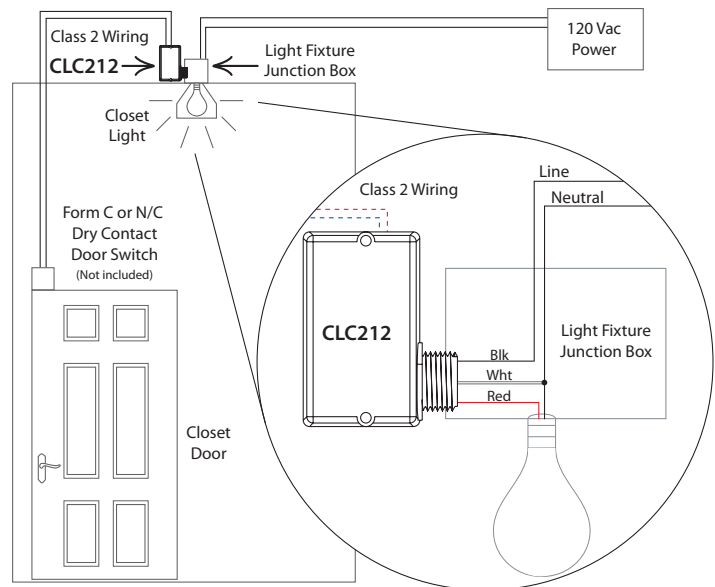 120 Vac
Power
Class 2 Wiring
CLC212
Light Fixture
Junction Box
Closet
Light
Form C or N/C
Dry Contact
Door Switch
(Not included)
Closet
Door
Line
Neutral
Class 2 Wiring
CLC212
Light Fixture
Junction Box
Blk
Wht
Red